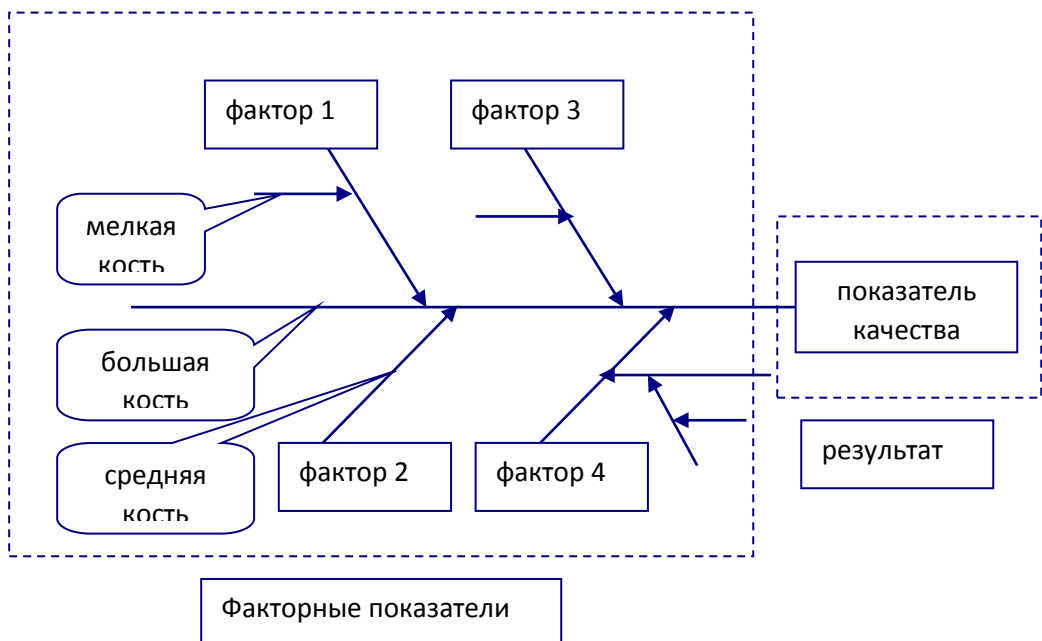 фактор 1
фактор 3
мелкая
кость
показатель
качества
большая
кость
средняя
кость
фактор 2
фактор 4
результат
Факторные показатели